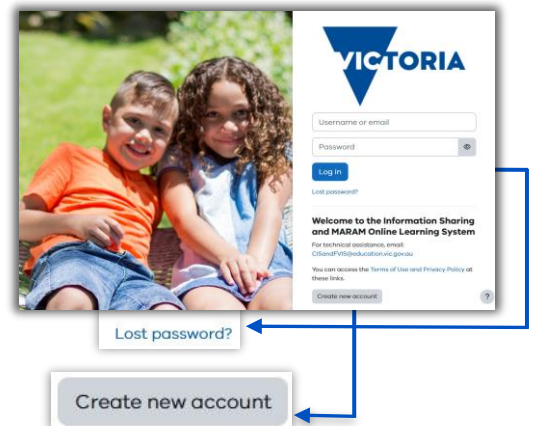 VICTORIA
Username or email
Password
Log in
Lost password?
Welcome to the Information Sharing
and MARAM Online Learning System
For technical assistance, email:
CISandFVIS@education.vic.gov.au
You can access the Terms of Use and Privacy Policy at
these links.
Create new account
?
Lost password?
Create new account